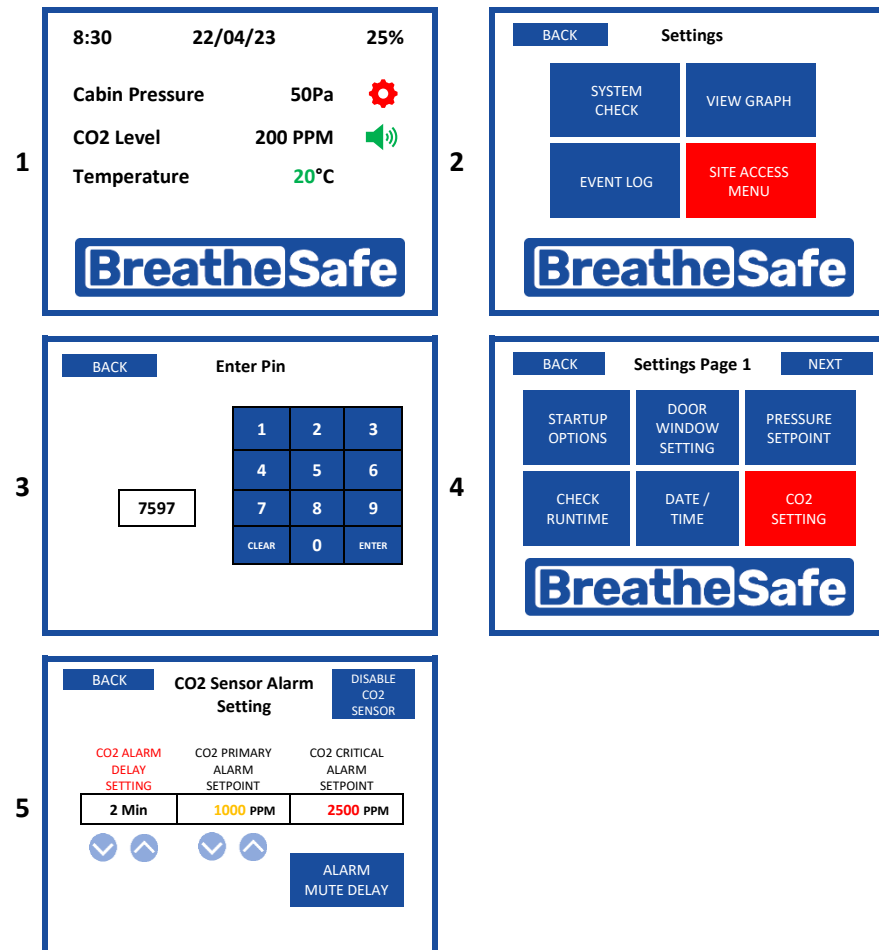 8:30 22/04/23 25%
Cabin Pressure 50Pa
CO2 Level 200 PPM
1
Temperature 20°C
BreatheSafe
BACK Settings
SYSTEM
CHECK
VIEW GRAPH
2
EVENT LOG
SITE ACCESS
MENU
BreatheSafe
BACK Enter Pin
1 2 3
4 5 6
3
7597
7 8 9
CLEAR 0 ENTER
BACK Settings Page 1 NEXT
STARTUP
OPTIONS
DOOR
WINDOW
SETTING
PRESSURE
SETPOINT
4
CHECK
RUNTIME
DATE /
TIME
CO2
SETTING
BreatheSafe
BACK
CO2 Sensor Alarm
Setting
DISABLE
CO2
SENSOR
CO2 ALARM
DELAY
SETTING
CO2 PRIMARY
ALARM
SETPOINT
CO2 CRITICAL
ALARM
SETPOINT
5
2 Min 1000 PPM 2500 PPM
ALARM
MUTE DELAY